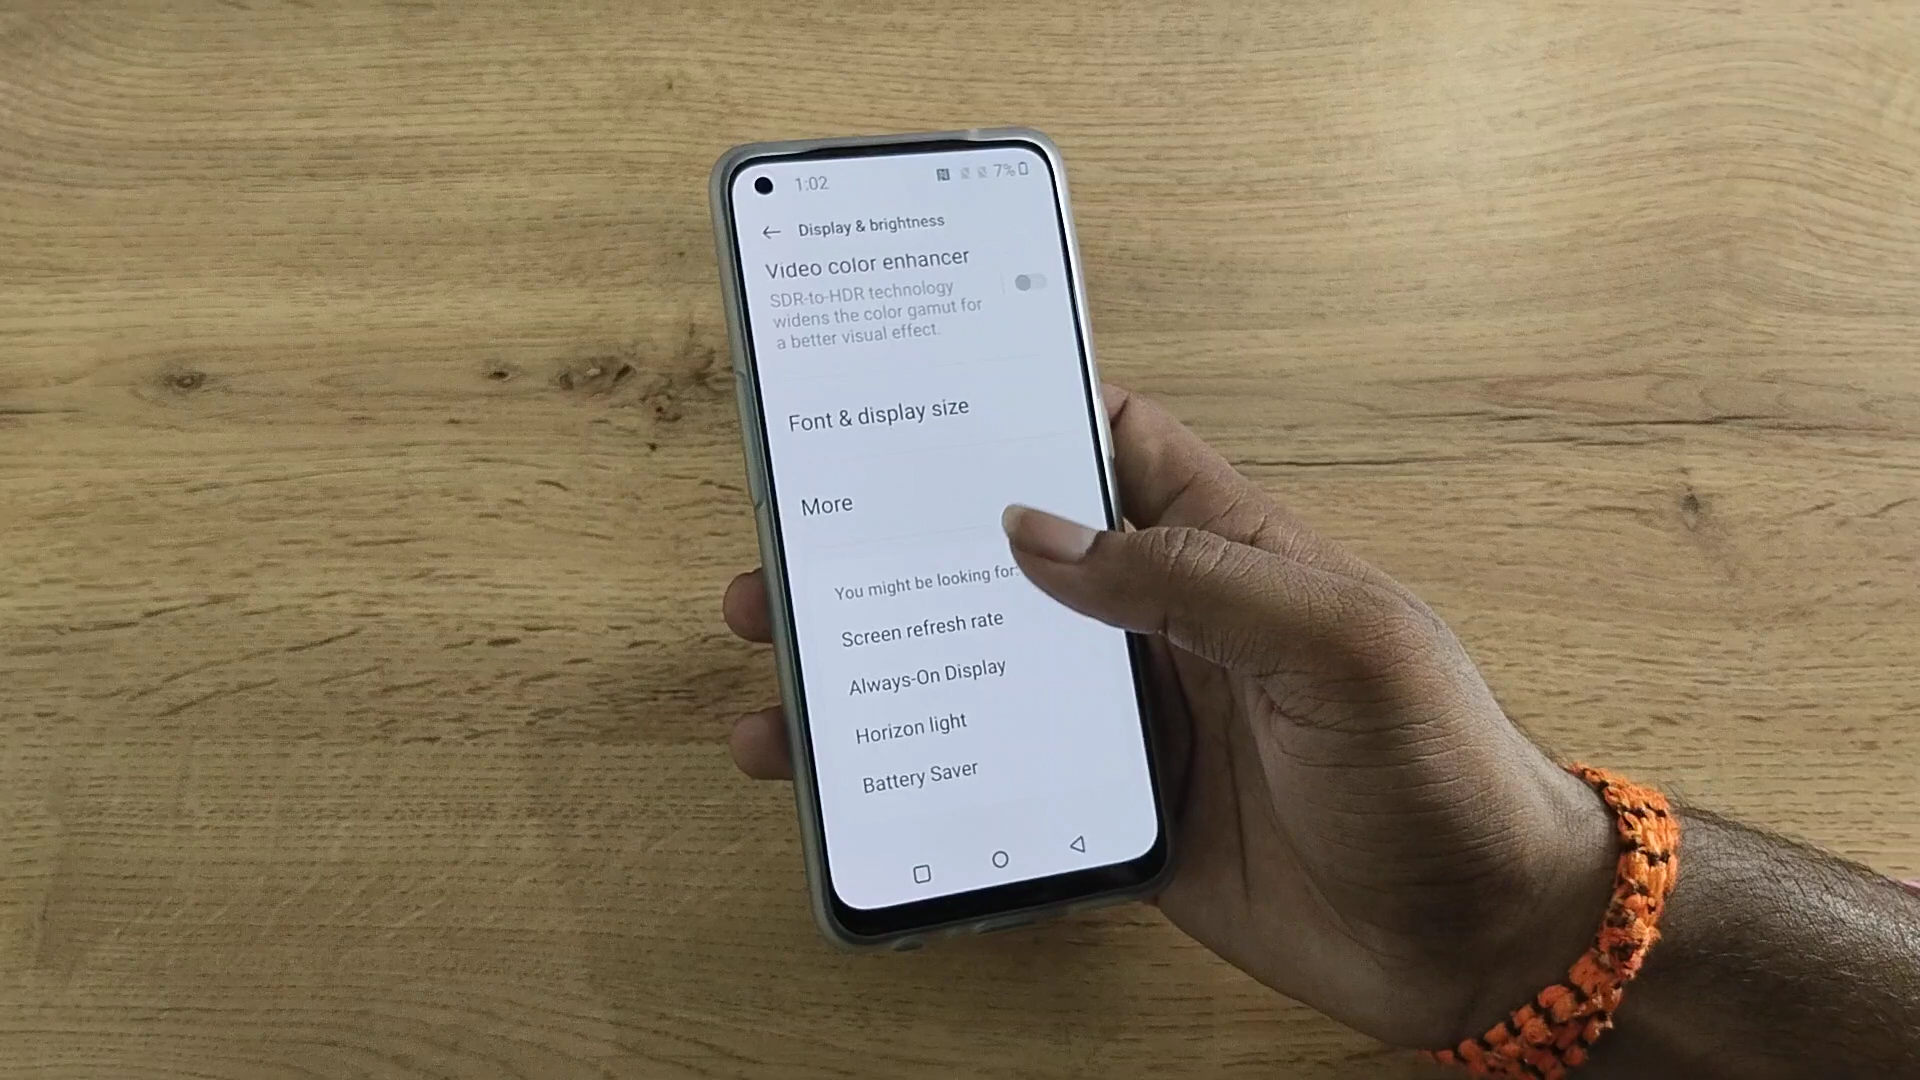 1:02
7%
Display & brightness
Video color enhancer
SDR-to-HDR technology
widens the color gamut for
a better visual effect.
Font & display size
More
You might be looking for:
Screen refresh rate
Always-On Display
Horizon light
Battery Saver